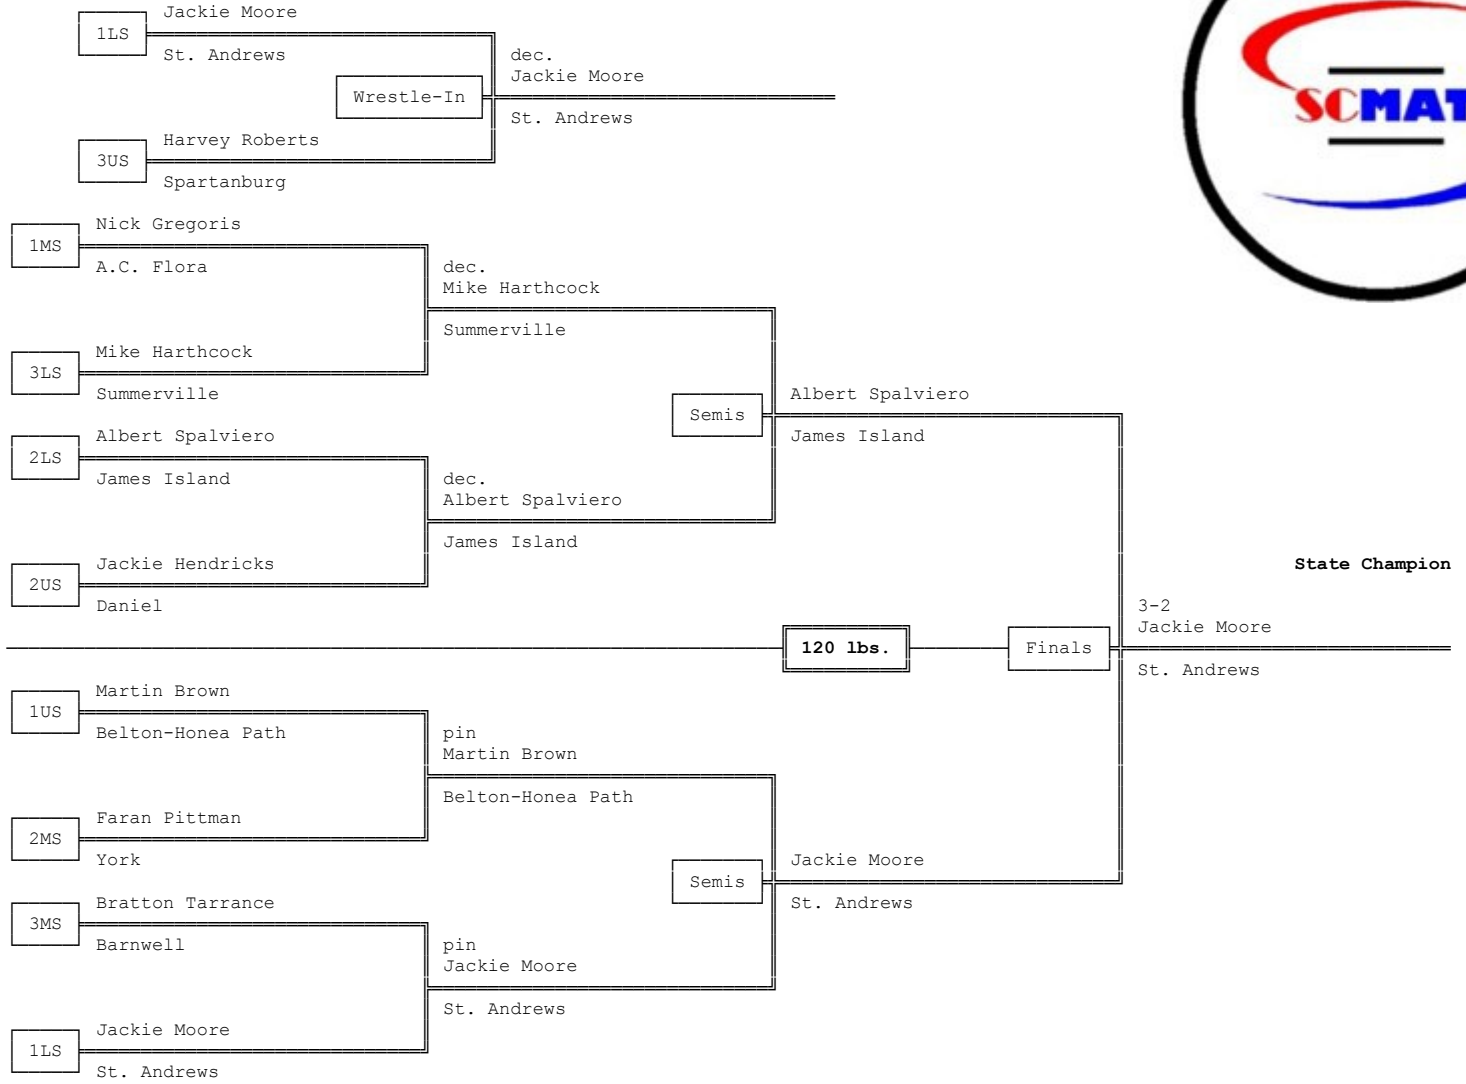 Jackie Moore
1LS
St. Andrews
dec.
Jackie Moore
Wrestle-In
St. Andrews
Harvey Roberts
3US
Spartanburg
SCMAT
Nick Gregoris
1MS
A.C. Flora
dec.
Mike Harthcock
Summerville
Mike Harthcock
3LS
Summerville
Albert Spalviero
Semis
James Island
Albert Spalviero
2LS
James Island
dec.
Albert Spalviero
James Island
Jackie Hendricks
2US
Daniel
State Champion
3-2
Jackie Moore
120 lbs.
Finals
St. Andrews
Martin Brown
1US
Belton-Honea Path
pin
Martin Brown
Belton-Honea Path
Faran Pittman
2MS
York
Jackie Moore
Semis
St. Andrews
Bratton Tarrance
3MS
Barnwell
pin
Jackie Moore
St. Andrews
Jackie Moore
1LS
St. Andrews